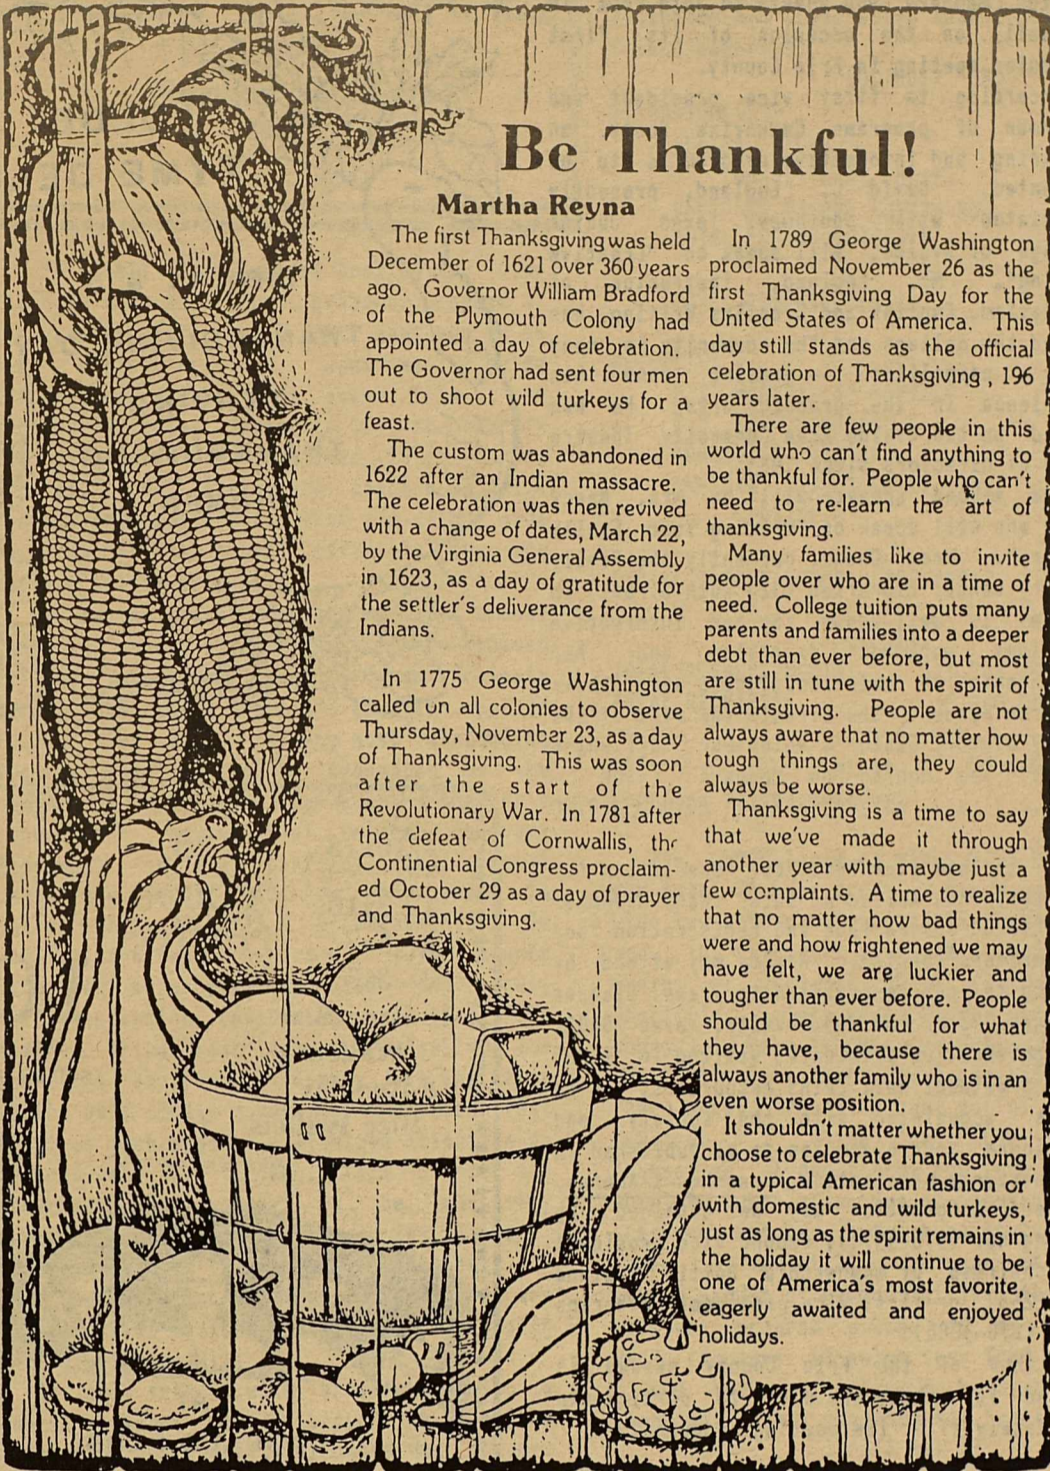 Be Thankful!
Martha Reyna
The first Thanksgiving was held
December of 1621 over 360 years
ago. Governor William Bradford
of the Plymouth Colony had
appointed a day of celebration.
The Governor had sent four men
out to shoot wild turkeys for a
feast.
The custom was abandoned in
1622 after an Indian massacre.
The celebration was then revived
with a change of dates, March 22,
by the Virginia General Assembly
in 1623, as a day of gratitude for
the settler's deliverance from the
Indians.
In 1775 George Washington
called on all colonies to observe
Thursday, November 23, as a day
of Thanksgiving. This was soon
after the start of the
Revolutionary War. In 1781 after
the defeat of Cornwallis, the
Continential Congress proclaim-
ed October 29 as a day of prayer
and Thanksgiving.
In 1789 George Washington
proclaimed November 26 as the
first Thanksgiving Day for the
United States of America. This
day still stands as the official
celebration of Thanksgiving , 196
years later.
There are few people in this
world who can't find anything to
be thankful for. People who can't
need to re-learn the art of
thanksgiving.
Many families like to invite
people over who are in a time of
need. College tuition puts many
parents and families into a deeper
debt than ever before, but most
are still in tune with the spirit of
Thanksgiving. People are not
always aware that no matter how
tough things are, they could
always be worse.
Thanksgiving is a time to say
that we've made it through
another year with maybe just a
few complaints. A time to realize
that no matter how bad things
were and how frightened we may
have felt, we are luckier and
tougher than ever before. People
should be thankful for what
they have, because there is
always another family who is in an
even worse position.
It shouldn't matter whether you
choose to celebrate Thanksgiving
in a typical American fashion or
with domestic and wild turkeys,
just as long as the spirit remains in
the holiday it will continue to be
one of America's most favorite,
eagerly awaited and enjoyed
holidays.